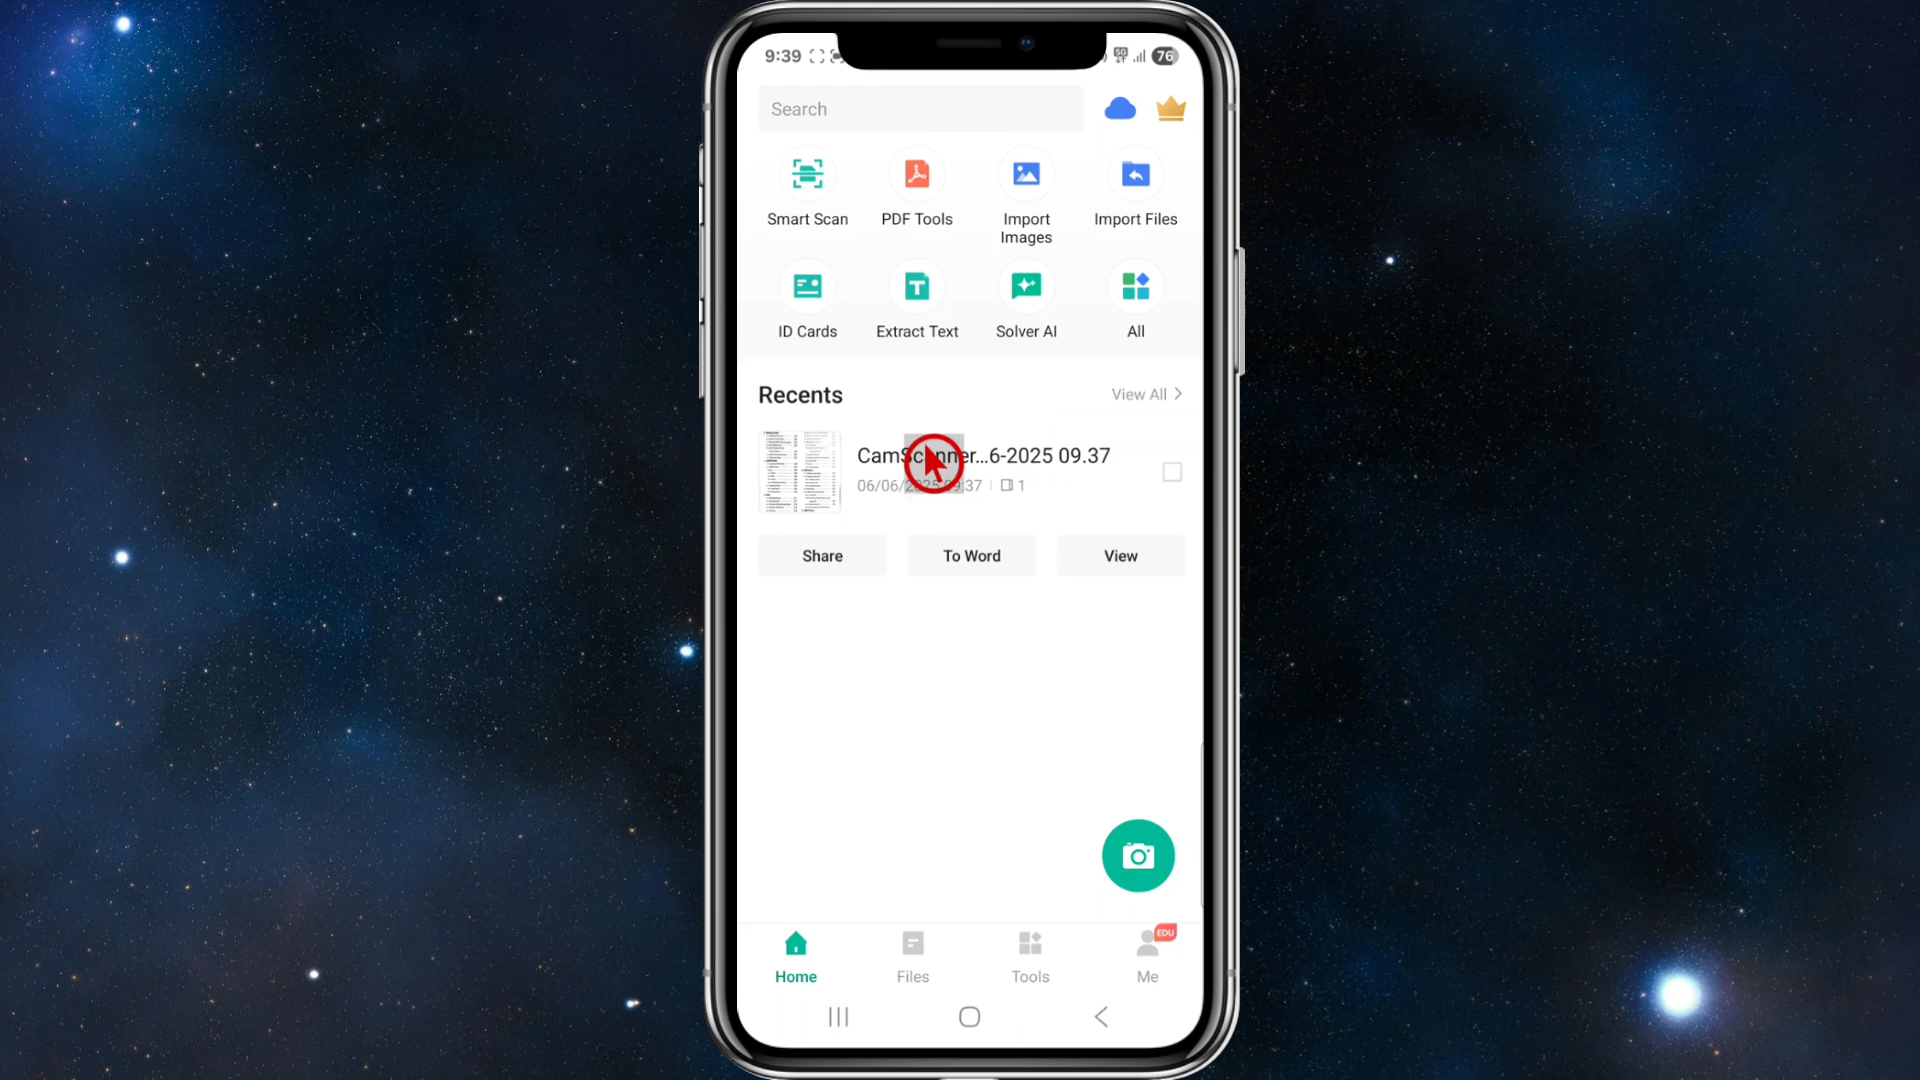 9:39
5G
76
Search
Smart Scan
PDF Tools
Import
Images
Import Files
ID Cards
Extract Text
Solver AI
All
Recents
View All
CamScanner...6-2025 09.37
06/06/2025 09:37
1
Share
To Word
View
EDU
Home
Files
Tools
Me